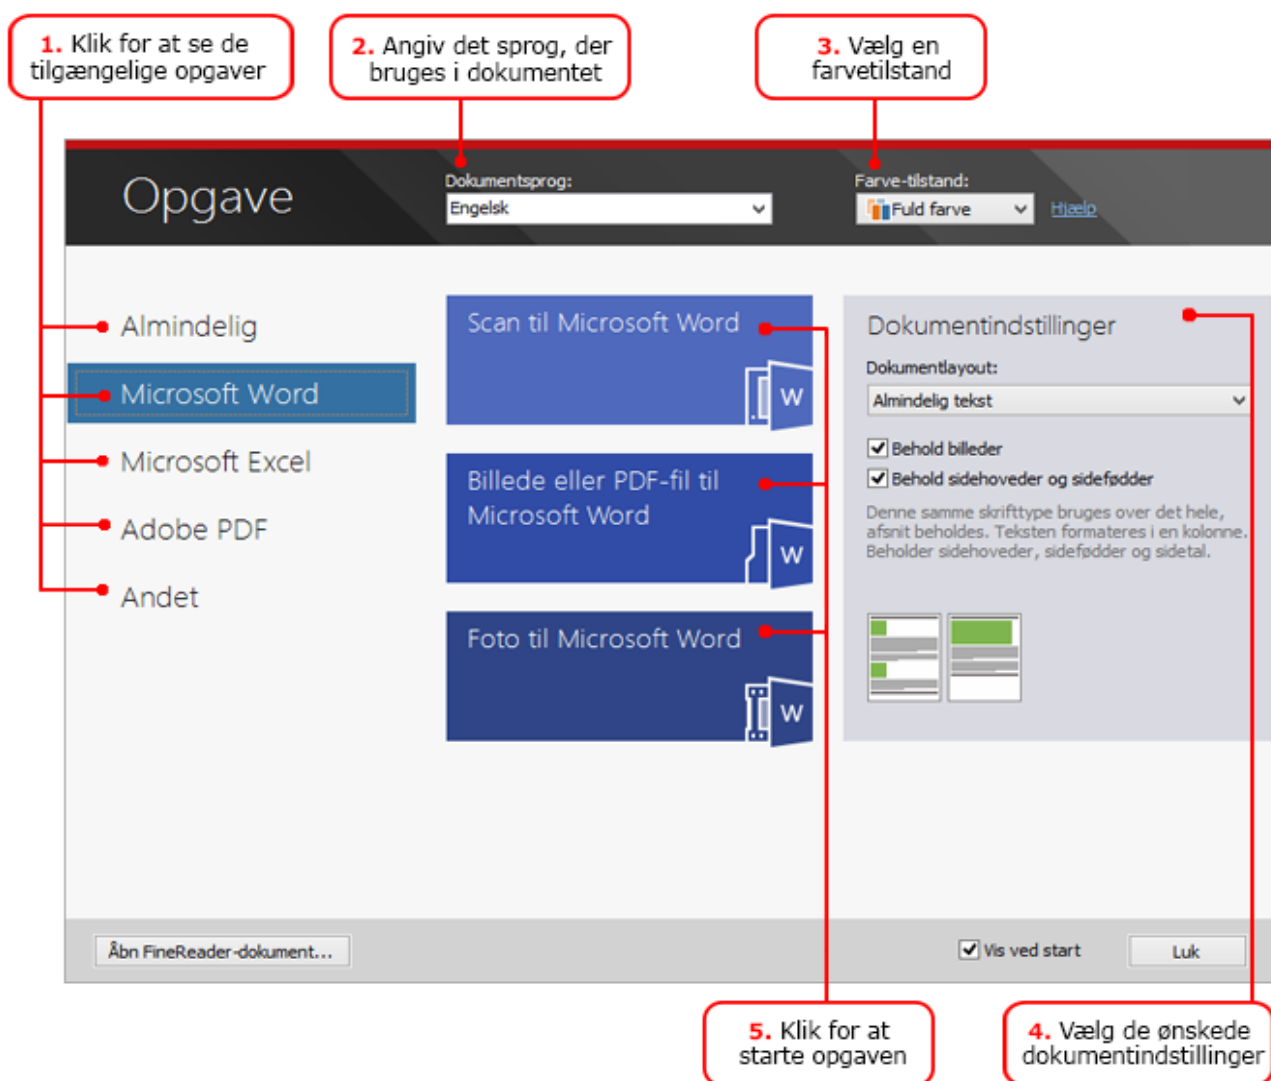 1. Klik for at se de
tilgængelige opgaver
2. Angiv det sprog, der
bruges i dokumentet
3. Vælg en
farvetilstand
Opgave
Dokumentsprog:
Engelsk
Farve-tilstand:
Fuld farve
Hjælp
Almindelig
Microsoft Word
Microsoft Excel
Adobe PDF
Andet
Scan til Microsoft Word
W
Billede eller PDF-fil til
Microsoft Word
W
Foto til Microsoft Word
W
Dokumentindstillinger
Dokumentlayout:
Almindelig tekst
Behold billeder
Behold sidehoveder og sidefødder
Denne samme skrifttype bruges over det hele,
afsnit beholdes. Teksten formateres i en kolonne.
Beholder sidehoveder, sidefødder og sidetal.
Åbn FineReader-dokument...
Vis ved start
Luk
5. Klik for at
starte opgaven
4. Vælg de ønskede
dokumentindstillinger